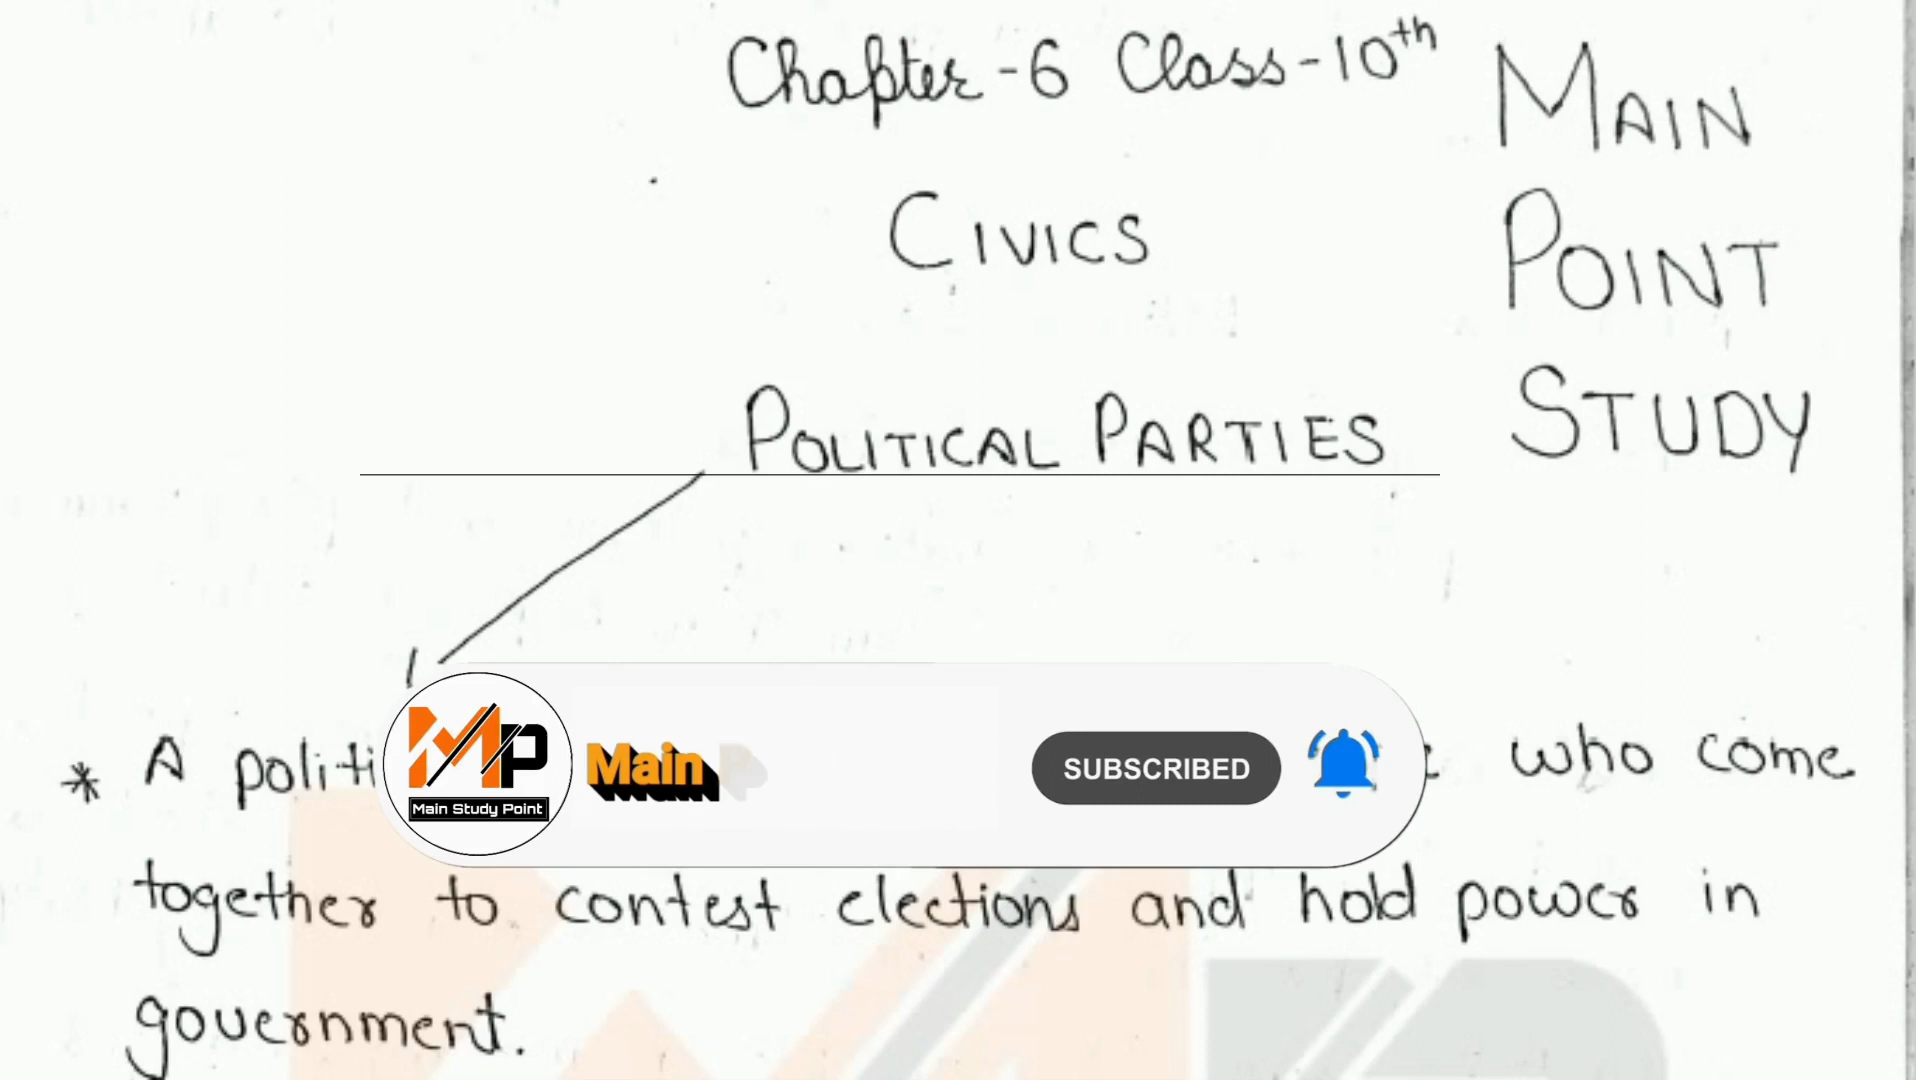 Chapter-6 Class-10th
CIVICS
POLITICAL PARTIES
MAIN
POINT
STUDY
Main Study Point
Main
SUBSCRIBED
* A politi who come
together to contest elections and hold power in
government.